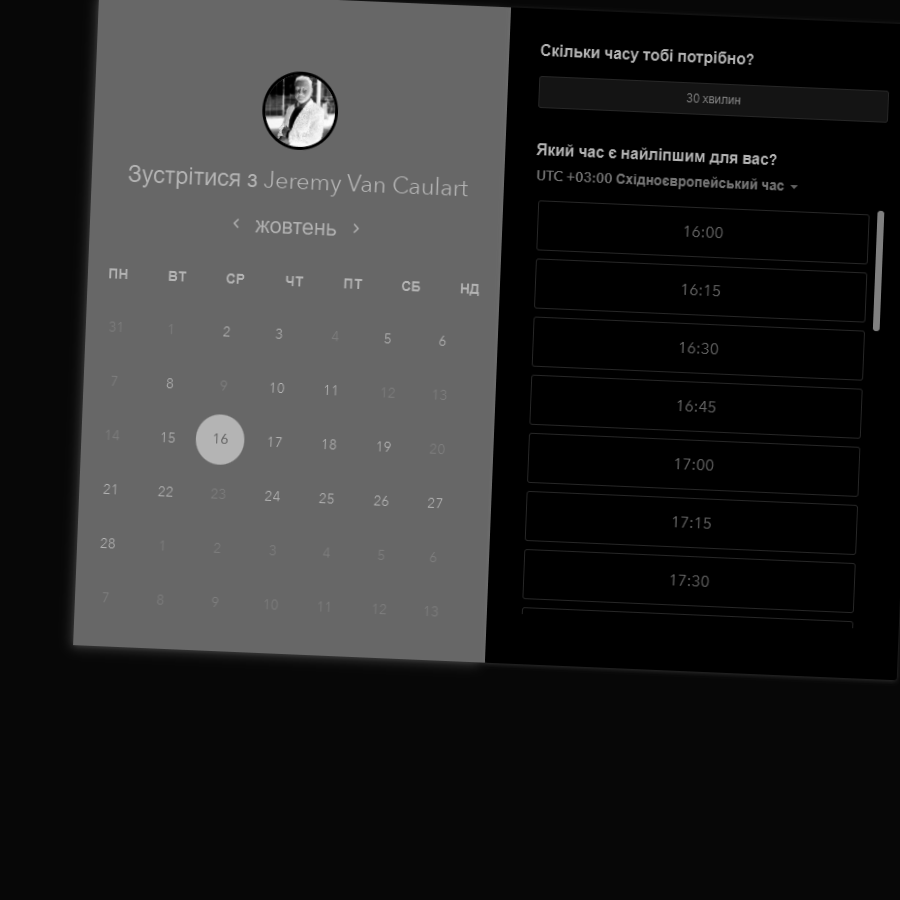 Зустрітися з Jeremy Van Caulart
‹ жовтень ›
ПН ВТ СР ЧТ ПТ СБ НД
31 1 2 3 4 5 6
7 8 9 10 11 12 13
14 15 16 17 18 19 20
21 22 23 24 25 26 27
28 1 2 3 4 5 6
7 8 9 10 11 12 13
Скільки часу тобі потрібно?
30 хвилин
Який час є найліпшим для вас?
UTC +03:00 Східноєвропейський час
16:00
16:15
16:30
16:45
17:00
17:15
17:30